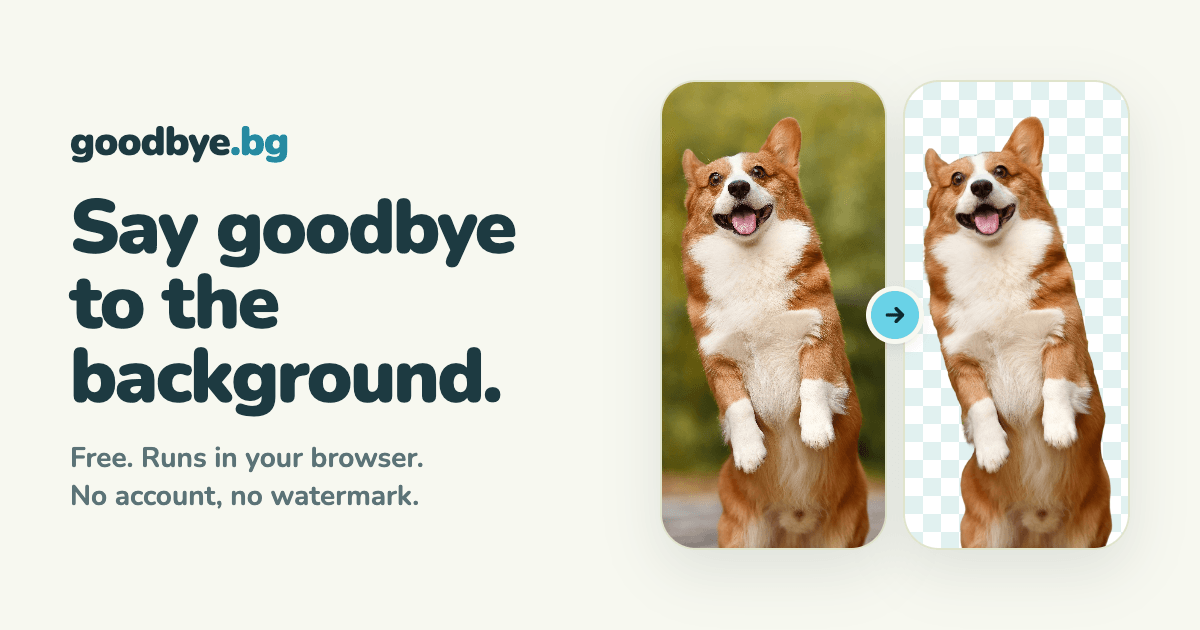 goodbye.bg
Say goodbye
to the
background.
Free. Runs in your browser.
No account, no watermark.